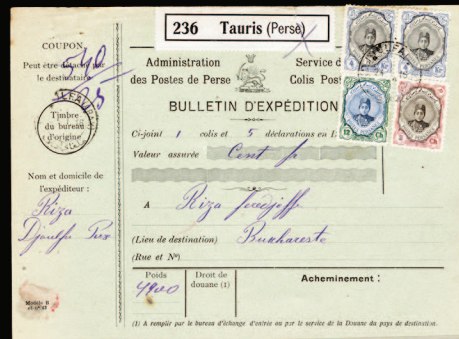 236 Tauris (Perse)
COUPON
Peut être détaché par
le destinataire
Timbre
du bureau
d'origine
Nom et domicile de
l'expéditeur :
Riza
Modèle B
Administration
des Postes de Perse
Service d
Colis Post
BULLETIN D'EXPÉDITION
Ci-joint 1 colis et 5 déclarations en
Valeur assurée Cent fr
A Riza
(Lieu de destination) Buchareste
(Rue et N°)
Poids
4900
Droit de
douane (1)
Acheminement :
(1) A remplir par le bureau d'échange d'entrée ou par le service de la Douane du pays de destination.